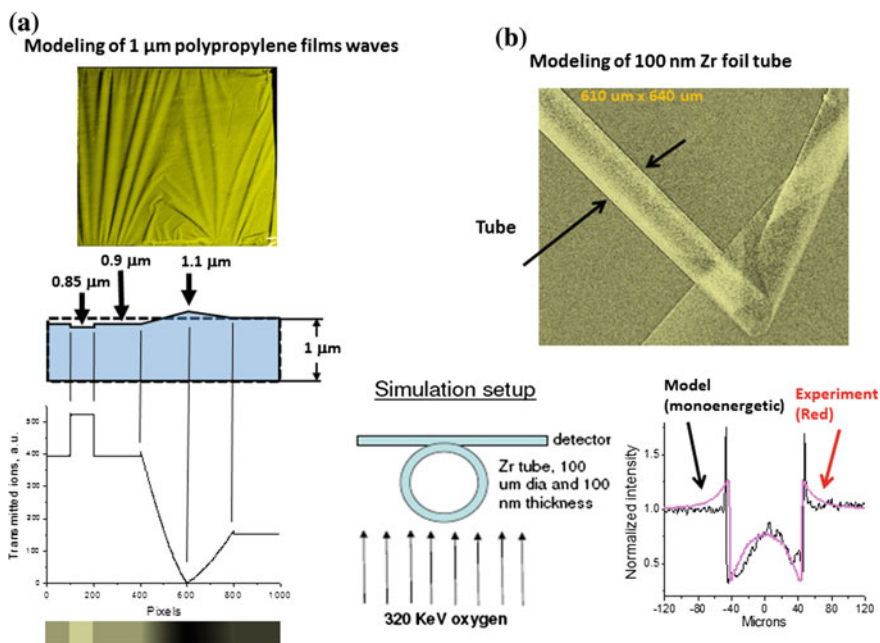 (a)
Modeling of 1 µm polypropylene films waves
0.85 µm
0.9 µm
1.1 µm
1 µm
Transmitted ions, a.u.
500
400
300
200
100
0
0 200 400 600 800 1000
Pixels
(b)
Modeling of 100 nm Zr foil tube
610 um x 640 um
Tube
Simulation setup
detector
Zr tube, 100
um dia and 100
nm thickness
320 KeV oxygen
Model
(monoenergetic)
Experiment
(Red)
Normalized intensity
1.5
1.0
0.5
-120 -80 -40 0 40 80 120
Microns